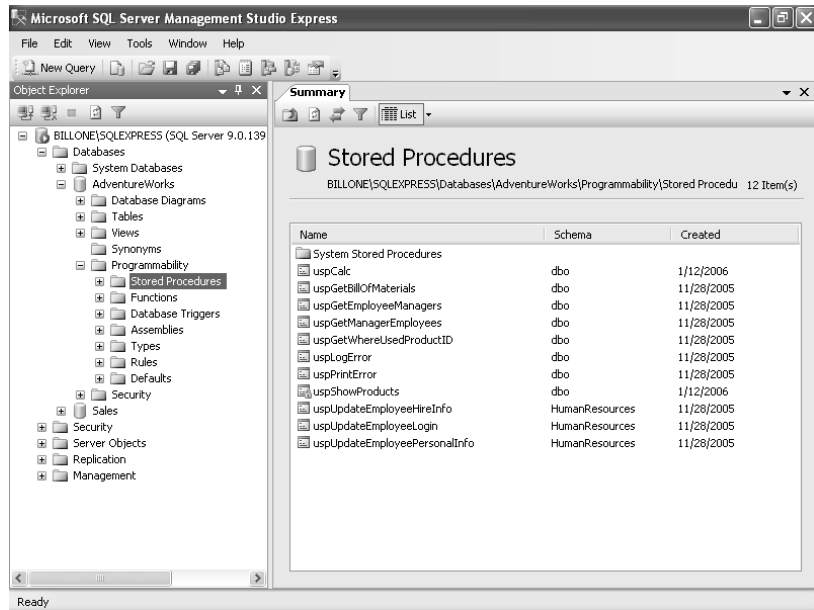 Microsoft SQL Server Management Studio Express
File Edit View Tools Window Help
New Query
Object Explorer
BILLONE\SQLEXPRESS (SQL Server 9.0.139
Databases
System Databases
AdventureWorks
Database Diagrams
Tables
Views
Synonyms
Programmability
Stored Procedures
Functions
Database Triggers
Assemblies
Types
Rules
Defaults
Security
Sales
Security
Server Objects
Replication
Management
Summary
List
Stored Procedures
BILLONE\SQLEXPRESS\Databases\AdventureWorks\Programmability\Stored Procedu 12 Item(s)
Name Schema Created
System Stored Procedures
uspCalc dbo 1/12/2006
uspGetBillOfMaterials dbo 11/28/2005
uspGetEmployeeManagers dbo 11/28/2005
uspGetManagerEmployees dbo 11/28/2005
uspGetWhereUsedProductID dbo 11/28/2005
uspLogError dbo 11/28/2005
uspPrintError dbo 11/28/2005
uspShowProducts dbo 1/12/2006
uspUpdateEmployeeHireInfo HumanResources 11/28/2005
uspUpdateEmployeeLogin HumanResources 11/28/2005
uspUpdateEmployeePersonalInfo HumanResources 11/28/2005
Ready